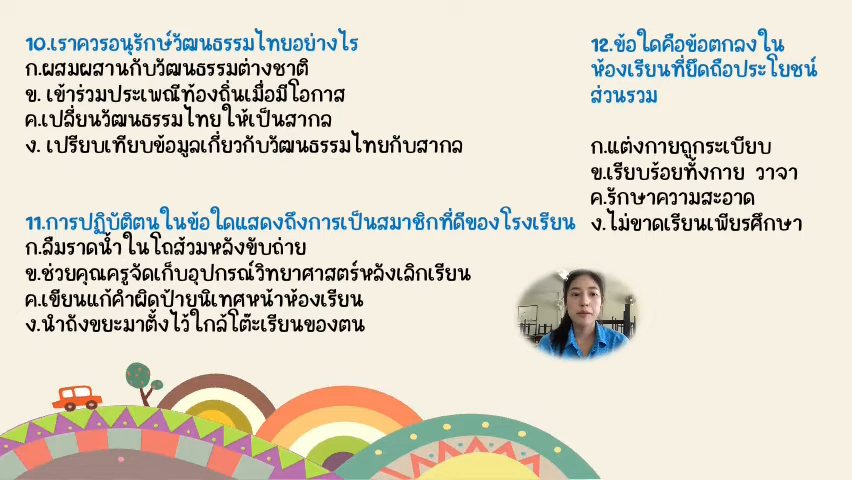 10.เราควรอนุรักษ์วัฒนธรรมไทยอย่างไร
ก.ผสมผสานกับวัฒนธรรมต่างชาติ
ข. เข้าร่วมประเพณีท้องถิ่นเมื่อมีโอกาส
ค.เปลี่ยนวัฒนธรรมไทยให้เป็นสากล
ง. เปรียบเทียบข้อมูลเกี่ยวกับวัฒนธรรมไทยกับสากล
11.การปฏิบัติตนในข้อใดแสดงถึงการเป็นสมาชิกที่ดีของโรงเรียน
ก.ลืมราดน้ำในโถส้วมหลังขับถ่าย
ข.ช่วยคุณครูจัดเก็บอุปกรณ์วิทยาศาสตร์หลังเลิกเรียน
ค.เขียนแก้คำผิดป้ายนิเทศหน้าห้องเรียน
ง.นำถังขยะมาตั้งไว้ใกล้โต๊ะเรียนของตน
12.ข้อใดคือข้อตกลงใน
ห้องเรียนที่ยึดถือประโยชน์
ส่วนรวม
ก.แต่งกายถูกระเบียบ
ข.เรียบร้อยทั้งกาย วาจา
ค.รักษาความสะอาด
ง.ไม่ขาดเรียนเพียรศึกษา